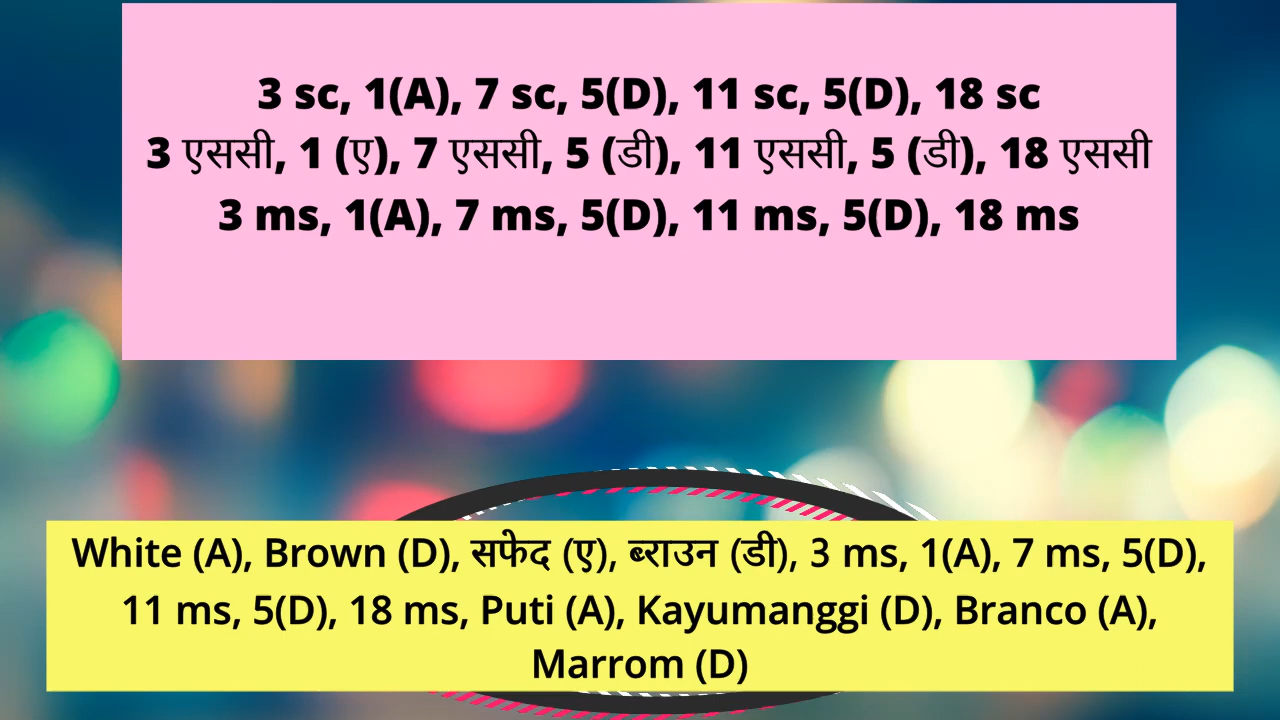 3 sc, 1(A), 7 sc, 5(D), 11 sc, 5(D), 18 sc
3 एससी, 1 (ए), 7 एससी, 5 (डी), 11 एससी, 5 (डी), 18 एससी
3 ms, 1(A), 7 ms, 5(D), 11 ms, 5(D), 18 ms
White (A), Brown (D), सफेद (ए), ब्राउन (डी), 3 ms, 1(A), 7 ms, 5(D),
11 ms, 5(D), 18 ms, Puti (A), Kayumanggi (D), Branco (A),
Marrom (D)